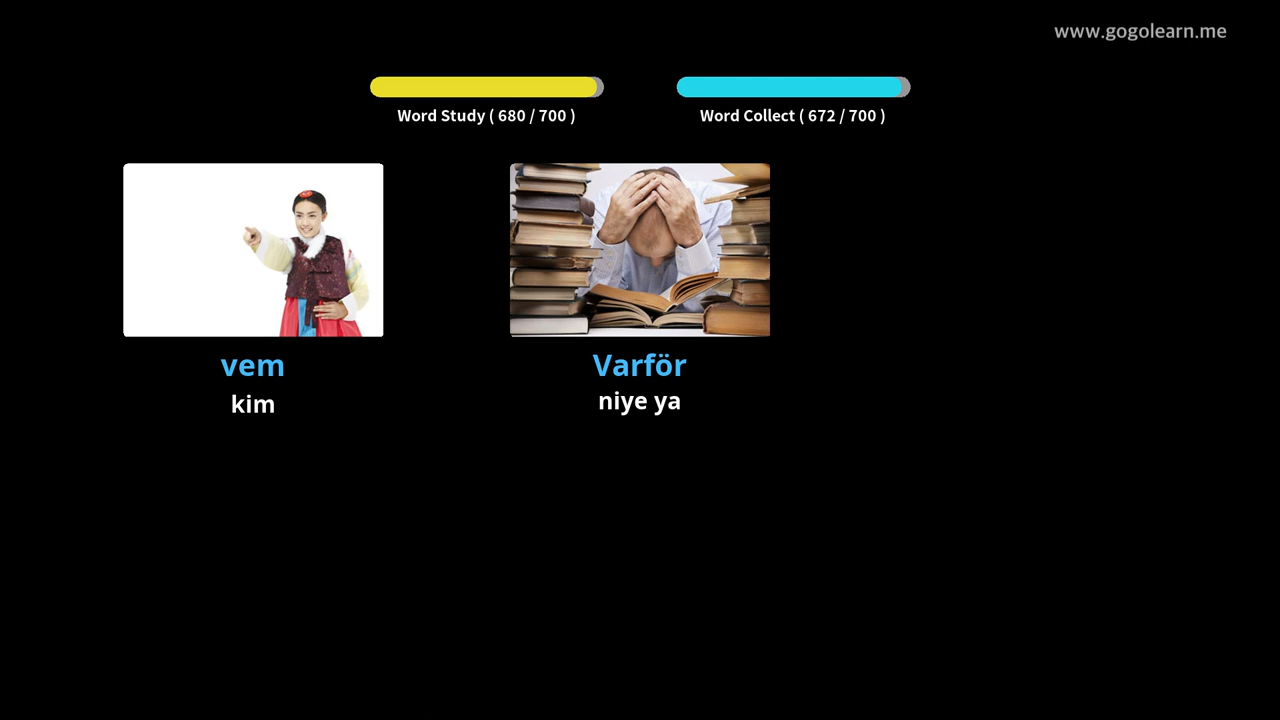 www.gogolearn.me
Word Study ( 680 / 700 )
Word Collect ( 672 / 700 )
vem
kim
Varför
niye ya